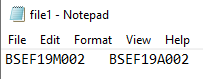 file1 - Notepad
File Edit Format View Help
BSEF19M002 BSEF19A002